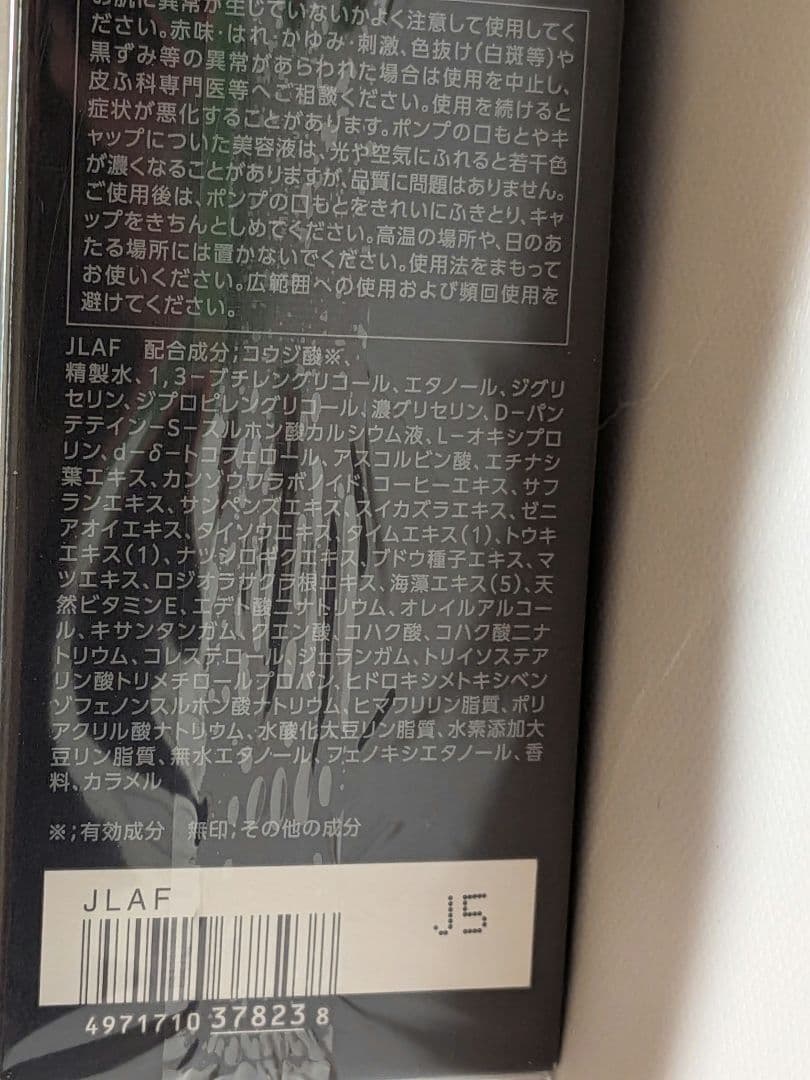 お肌に異常が生じていないかよく注意して使用してく
ださい。赤味・はれ・かゆみ・刺激、色抜け(白斑等)や
黒ずみ等の異常があらわれた場合は使用を中止し、
皮ふ科専門医等へご相談ください。使用を続けると
症状が悪化することがあります。ポンプの口もとやキ
ャップについた美容液は、光や空気にふれると若干色
が濃くなることがありますが、品質に問題はありません。
ご使用後は、ポンプの口もとをきれいにふきとり、キャ
ップをきちんとしめてください。高温の場所や、日のあ
たる場所には置かないでください。使用法をまもって
お使いください。広範囲への使用および頻回使用を
避けてください。
JLAF 配合成分;コウジ酸※、
精製水、1,3-ブチレングリコール、エタノール、ジグリ
セリン、ジプロピレングリコール、濃グリセリン、D-パン
テテイン-S-スルホン酸カルシウム液、L-オキシプロ
リン、d-δ-トコフェロール、アスコルビン酸、エチナシ
葉エキス、カンゾウフラボノイド、コーヒーエキス、サフ
ランエキス、サンペンズエキス、スイカズラエキス、ゼニ
アオイエキス、タイソウエキス、タイムエキス(1)、トウキ
エキス(1)、ナツシロギクエキス、ブドウ種子エキス、マ
ツエキス、ロジオラサクラ根エキス、海藻エキス(5)、天
然ビタミンE、エデト酸二ナトリウム、オレイルアルコー
ル、キサンタンガム、クエン酸、コハク酸、コハク酸二ナ
トリウム、コレステロール、ジェランガム、トリイソステア
リン酸トリメチロールプロパン、ヒドロキシメトキシベン
ゾフェノンスルホン酸ナトリウム、ヒマワリリン脂質、ポリ
アクリル酸ナトリウム、水酸化大豆リン脂質、水素添加大
豆リン脂質、無水エタノール、フェノキシエタノール、香
料、カラメル
※;有効成分 無印;その他の成分
JLAF
J5
4971710 37823 8